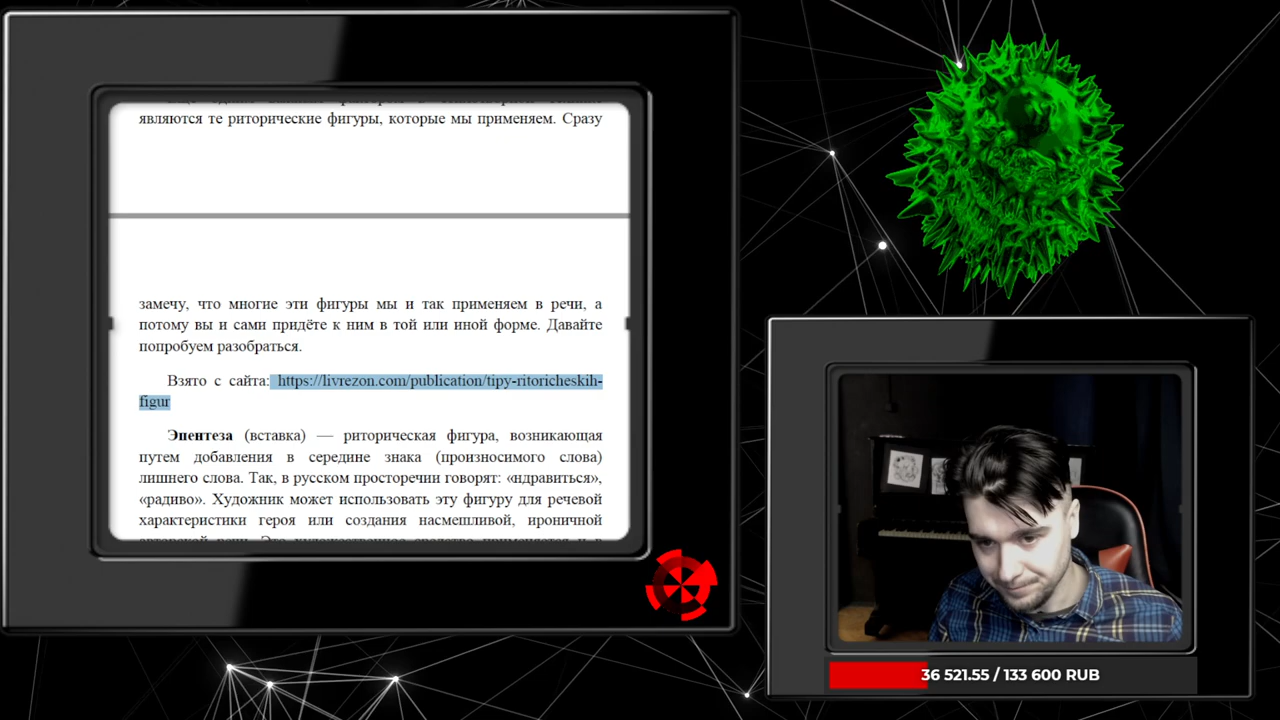 являются те риторические фигуры, которые мы применяем. Сразу
замечу, что многие эти фигуры мы и так применяем в речи, а
потому вы и сами придёте к ним в той или иной форме. Давайте
попробуем разобраться.
Взято с сайта: https://livrezon.com/publication/tipy-ritoricheskih-
figur
Эпентеза (вставка) — риторическая фигура, возникающая
путем добавления в середине знака (произносимого слова)
лишнего слова. Так, в русском просторечии говорят: «ндравиться»,
«радиво». Художник может использовать эту фигуру для речевой
характеристики героя или создания насмешливой, ироничной
36 521.55 / 133 600 RUB